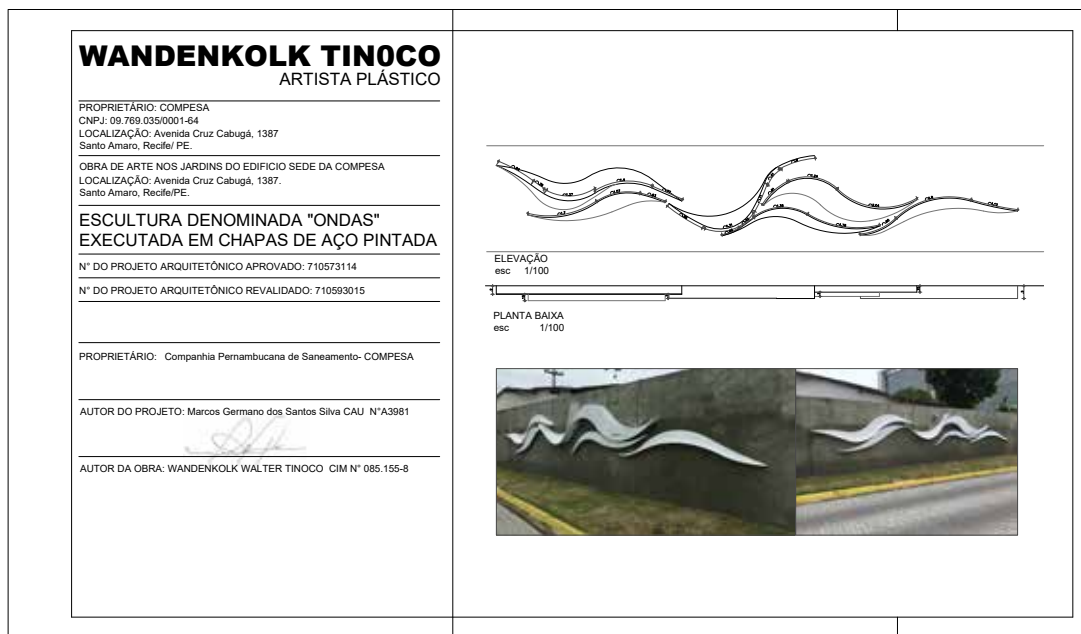 WANDENKOLK TIN0CO
ARTISTA PLÁSTICO
PROPRIETÁRIO: COMPESA
CNPJ: 09.769.035/0001-64
LOCALIZAÇÃO: Avenida Cruz Cabugá, 1387
Santo Amaro, Recife/ PE.
OBRA DE ARTE NOS JARDINS DO EDIFICIO SEDE DA COMPESA
LOCALIZAÇÃO: Avenida Cruz Cabugá, 1387.
Santo Amaro, Recife/PE.
ESCULTURA DENOMINADA "ONDAS"
EXECUTADA EM CHAPAS DE AÇO PINTADA
N° DO PROJETO ARQUITETÔNICO APROVADO: 710573114
N° DO PROJETO ARQUITETÔNICO REVALIDADO: 710593015
PROPRIETÁRIO: Companhia Pernambucana de Saneamento- COMPESA
AUTOR DO PROJETO: Marcos Germano dos Santos Silva CAU N°A3981
AUTOR DA OBRA: WANDENKOLK WALTER TINOCO CIM N° 085.155-8
ELEVAÇÃO
esc 1/100
PLANTA BAIXA
esc 1/100